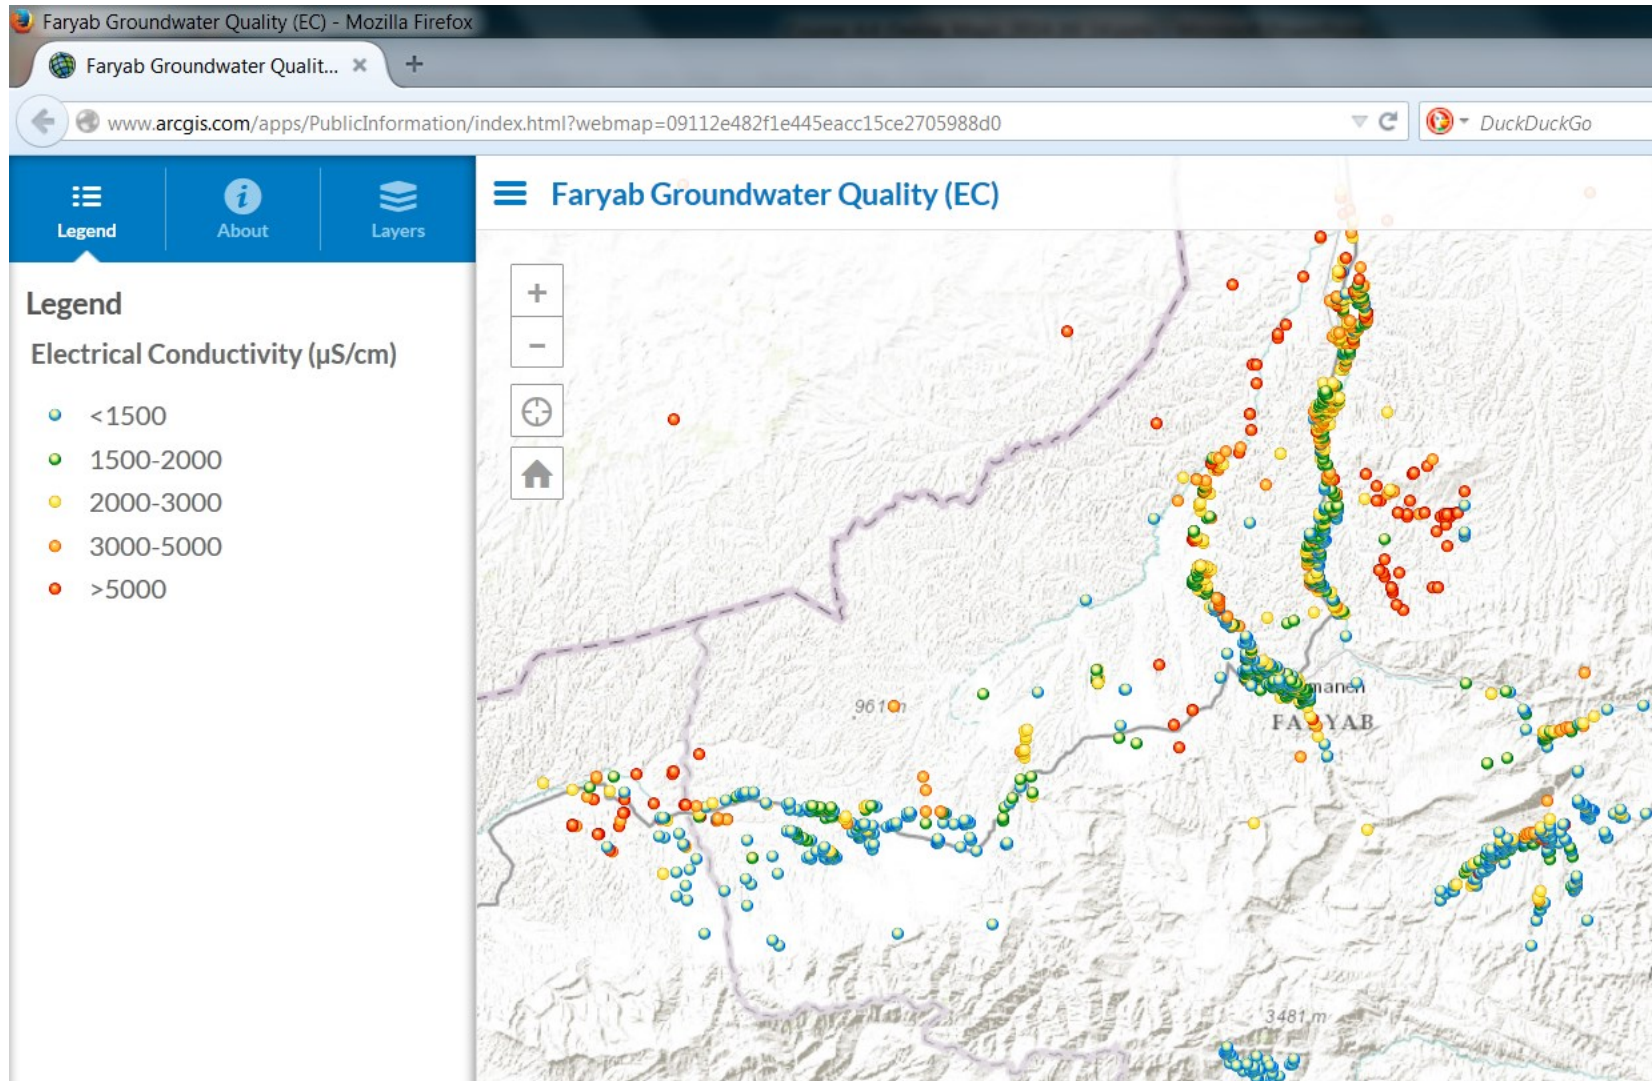 Faryab Groundwater Quality (EC) - Mozilla Firefox
Faryab Groundwater Qualit...
www.arcgis.com/apps/PublicInformation/index.html?webmap=09112e482f1e445eacc15ce2705988d0
DuckDuckGo
Legend
About
Layers
Faryab Groundwater Quality (EC)
Legend
Electrical Conductivity (µS/cm)
<1500
1500-2000
2000-3000
3000-5000
>5000
3481 m